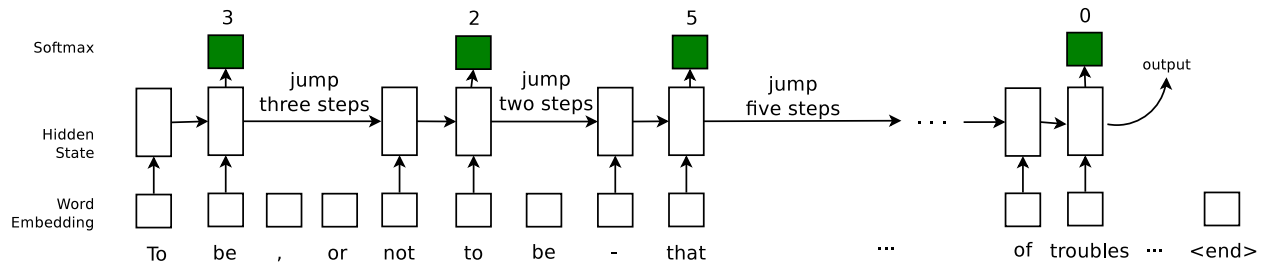 3 2 5 0
Softmax
jump
three steps
jump
two steps
jump
five steps
output
Hidden
State
. . .
Word
Embedding
To be , or not to be - that ... of troubles ... <end>